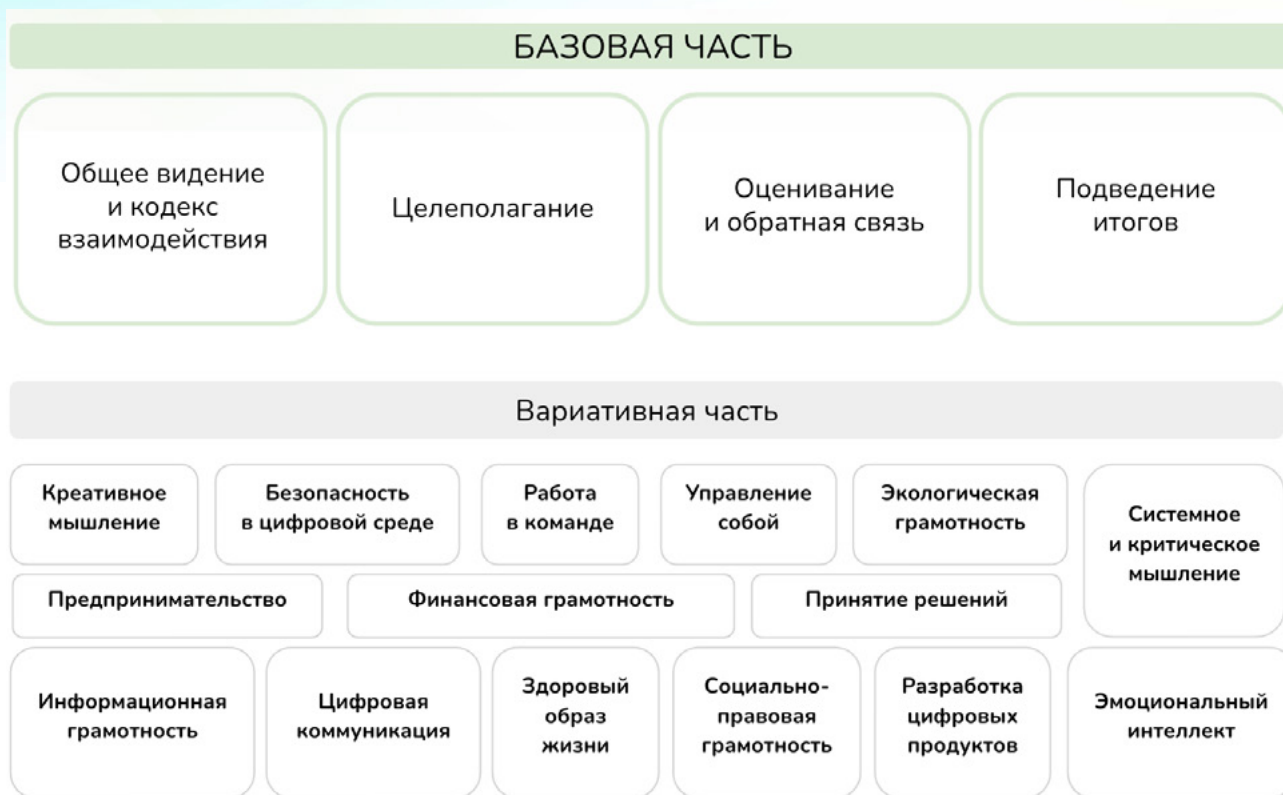 БАЗОВАЯ ЧАСТЬ
Общее видение
и кодекс
взаимодействия
Целеполагание
Оценивание
и обратная связь
Подведение
итогов
Вариативная часть
Креативное
мышление
Безопасность
в цифровой среде
Работа
в команде
Управление
собой
Экологическая
грамотность
Системное
и критическое
мышление
Предпринимательство
Финансовая грамотность
Принятие решений
Информационная
грамотность
Цифровая
коммуникация
Здоровый
образ
жизни
Социально-
правовая
грамотность
Разработка
цифровых
продуктов
Эмоциональный
интеллект